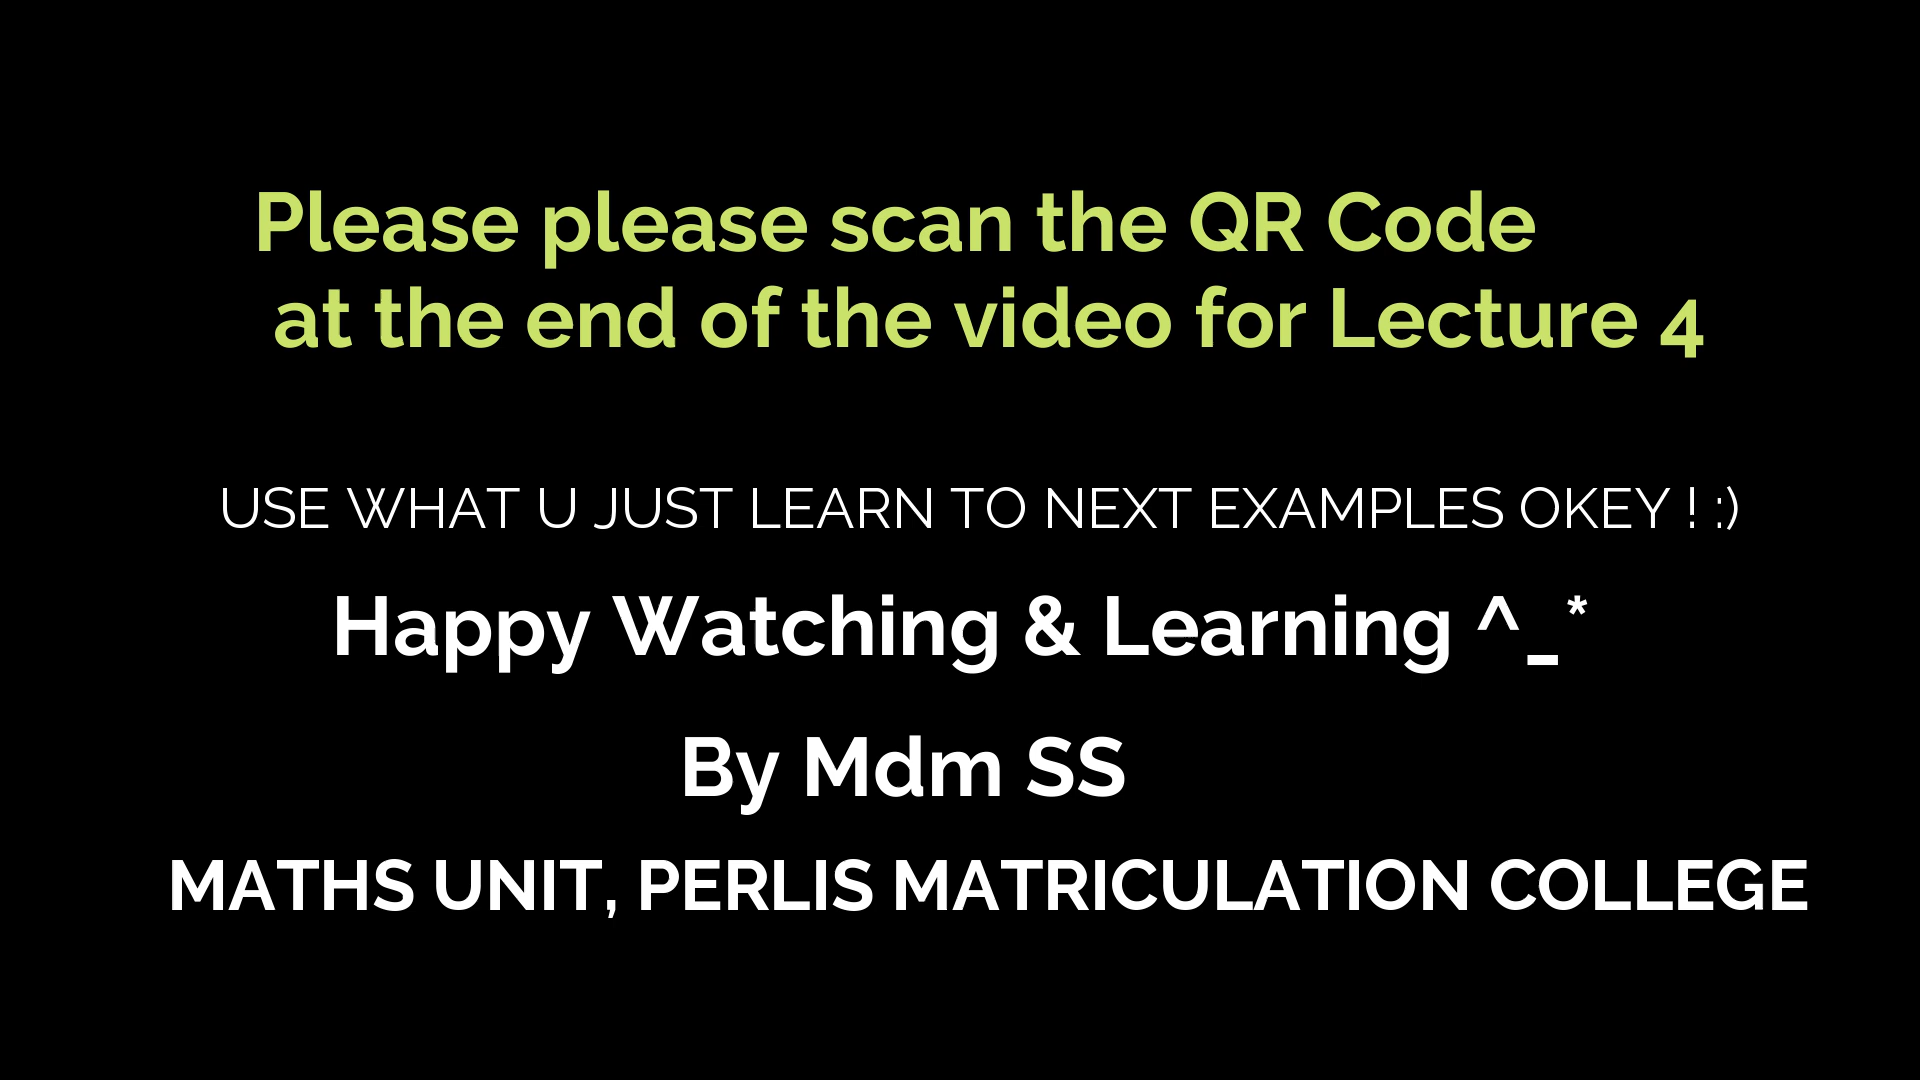 Please please scan the QR Code
at the end of the video for Lecture 4
USE WHAT U JUST LEARN TO NEXT EXAMPLES OKEY ! :)
Happy Watching & Learning ^_*
By Mdm SS
MATHS UNIT, PERLIS MATRICULATION COLLEGE